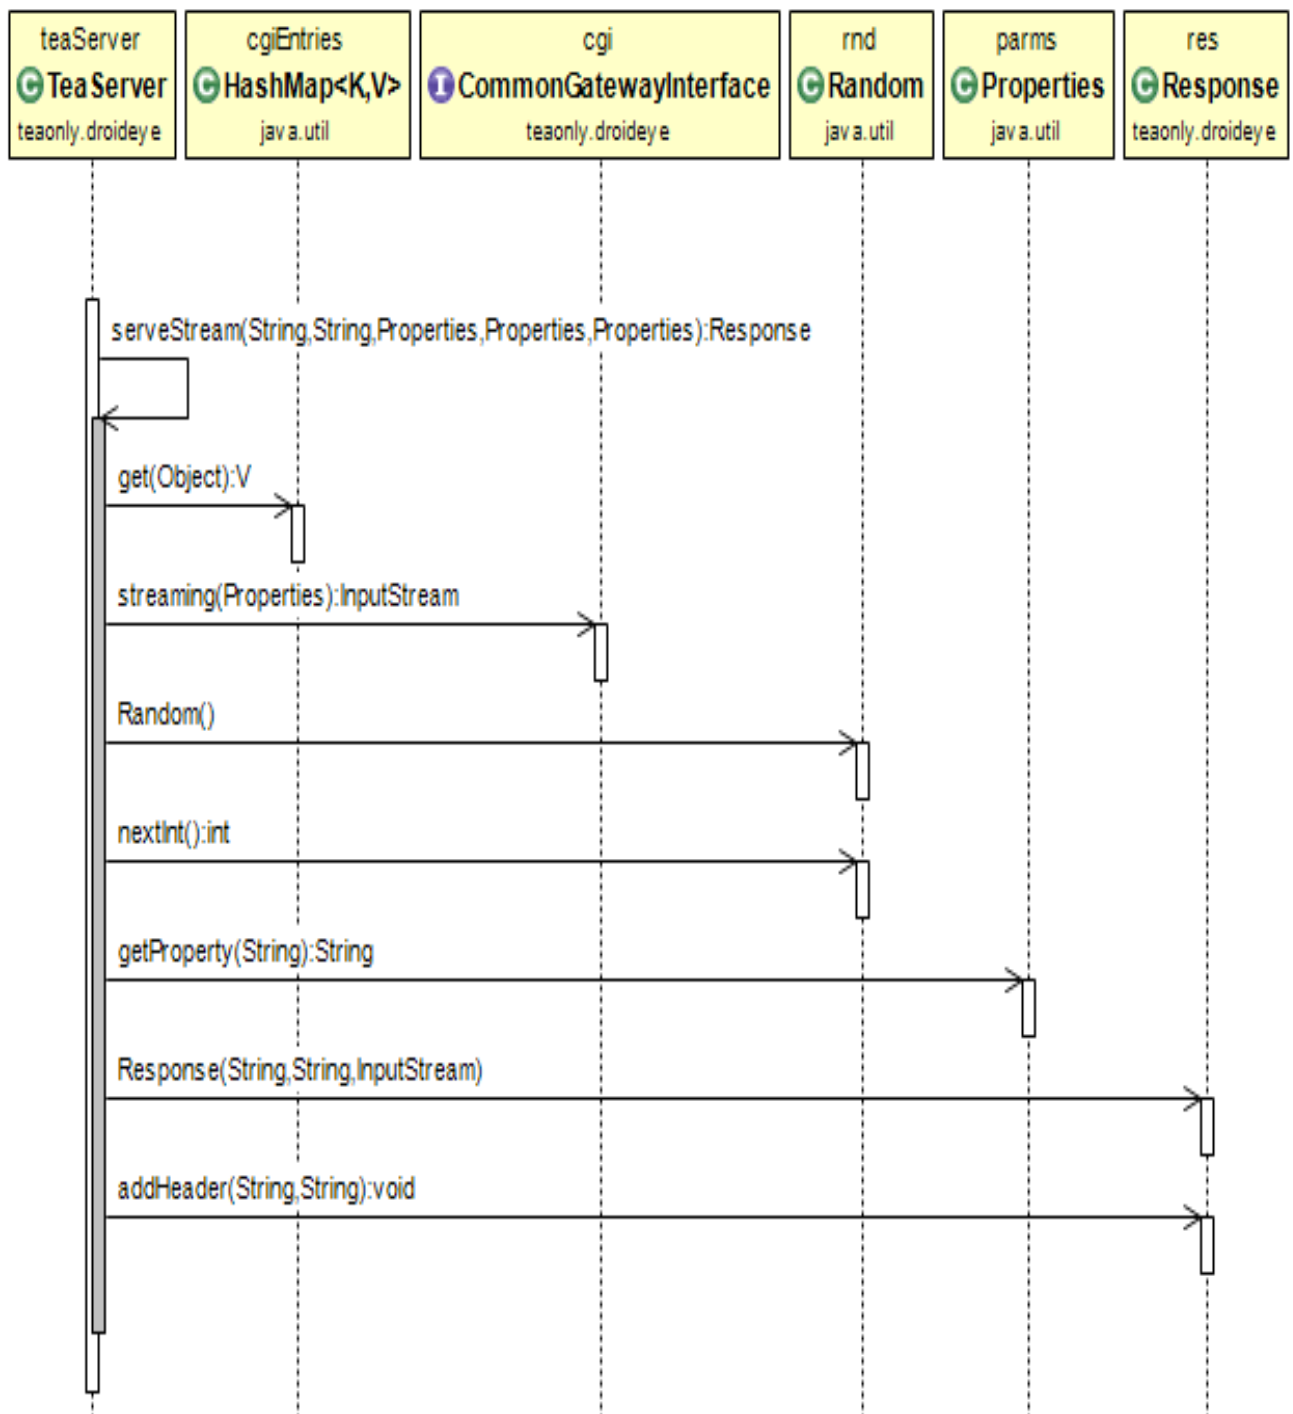 teaServer cgiEntries cgi rnd parms res
C TeaServer C HashMap<K,V> I CommonGatewayInterface C Random C Properties C Response
teaonly.droideye java.util teaonly.droideye java.util java.util teaonly.droideye
serveStream(String,String,Properties,Properties,Properties):Response
get(Object):V
streaming(Properties):InputStream
Random()
nextInt():int
getProperty(String):String
Response(String,String,InputStream)
addHeader(String,String):void